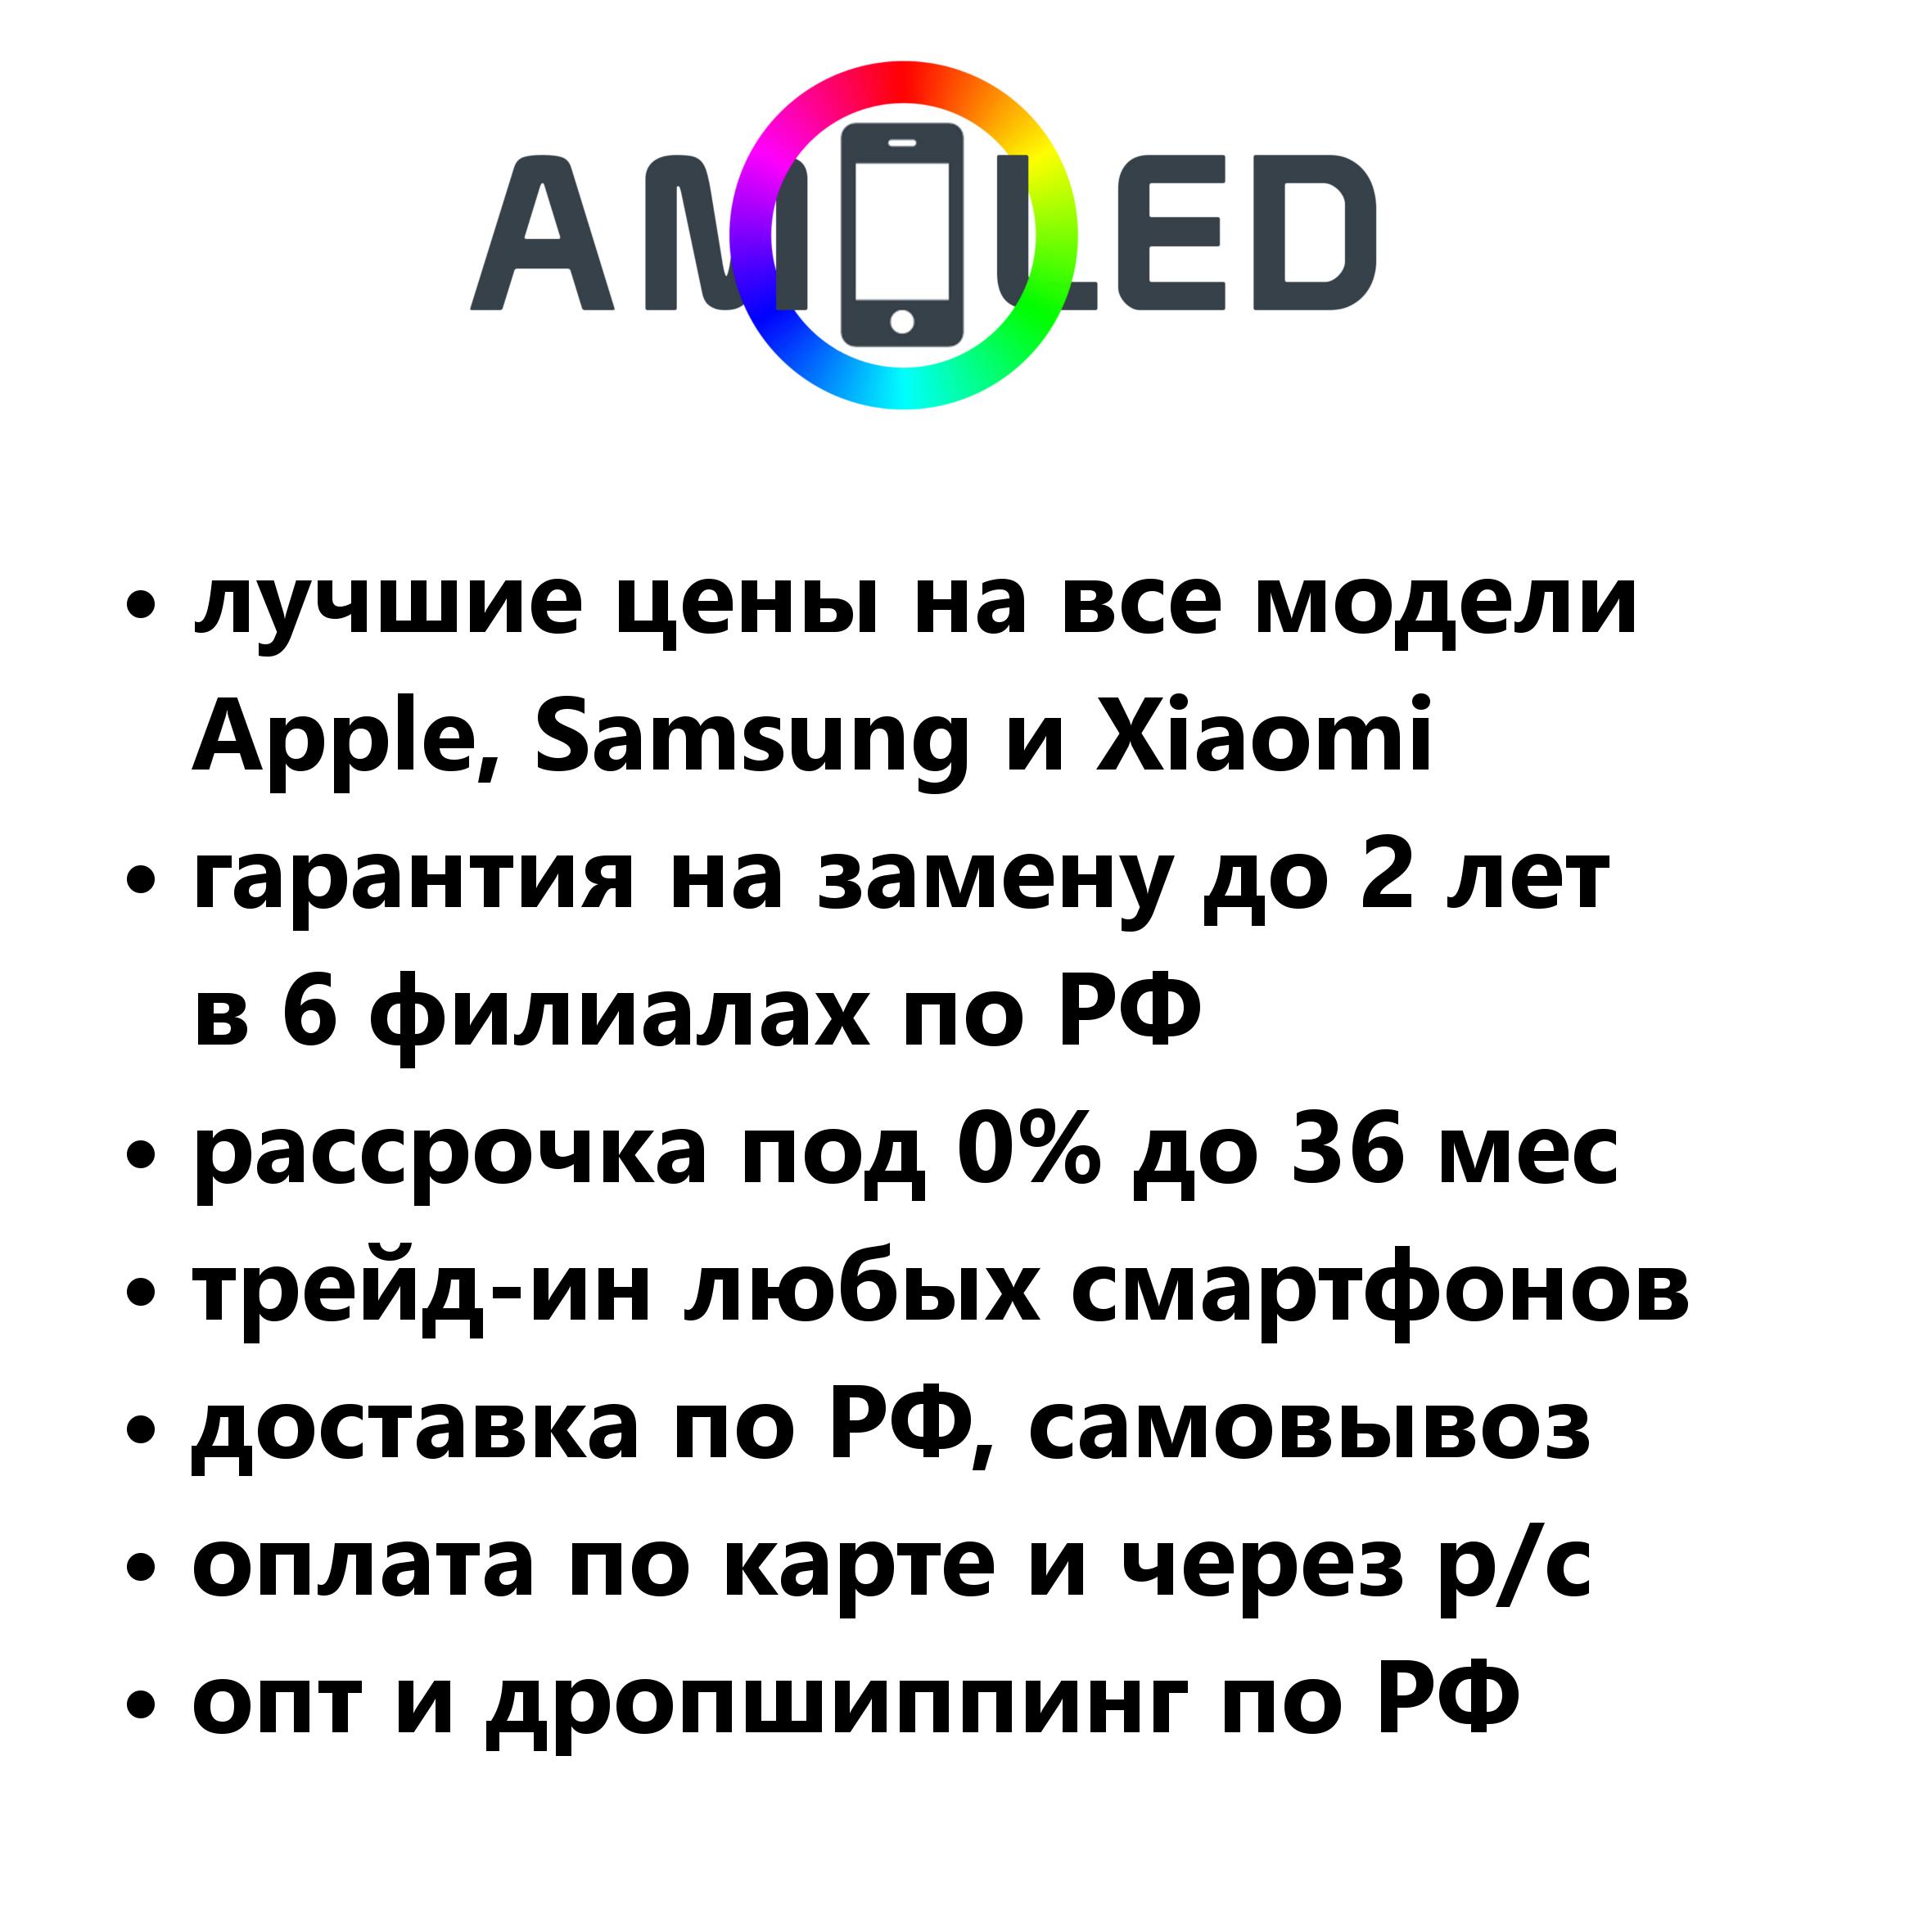 AMOLED
• лучшие цены на все модели
Apple, Samsung и Xiaomi
• гарантия на замену до 2 лет
в 6 филиалах по РФ
• рассрочка под 0% до 36 мес
• трейд-ин любых смартфонов
• доставка по РФ, самовывоз
• оплата по карте и через р/с
• опт и дропшиппинг по РФ